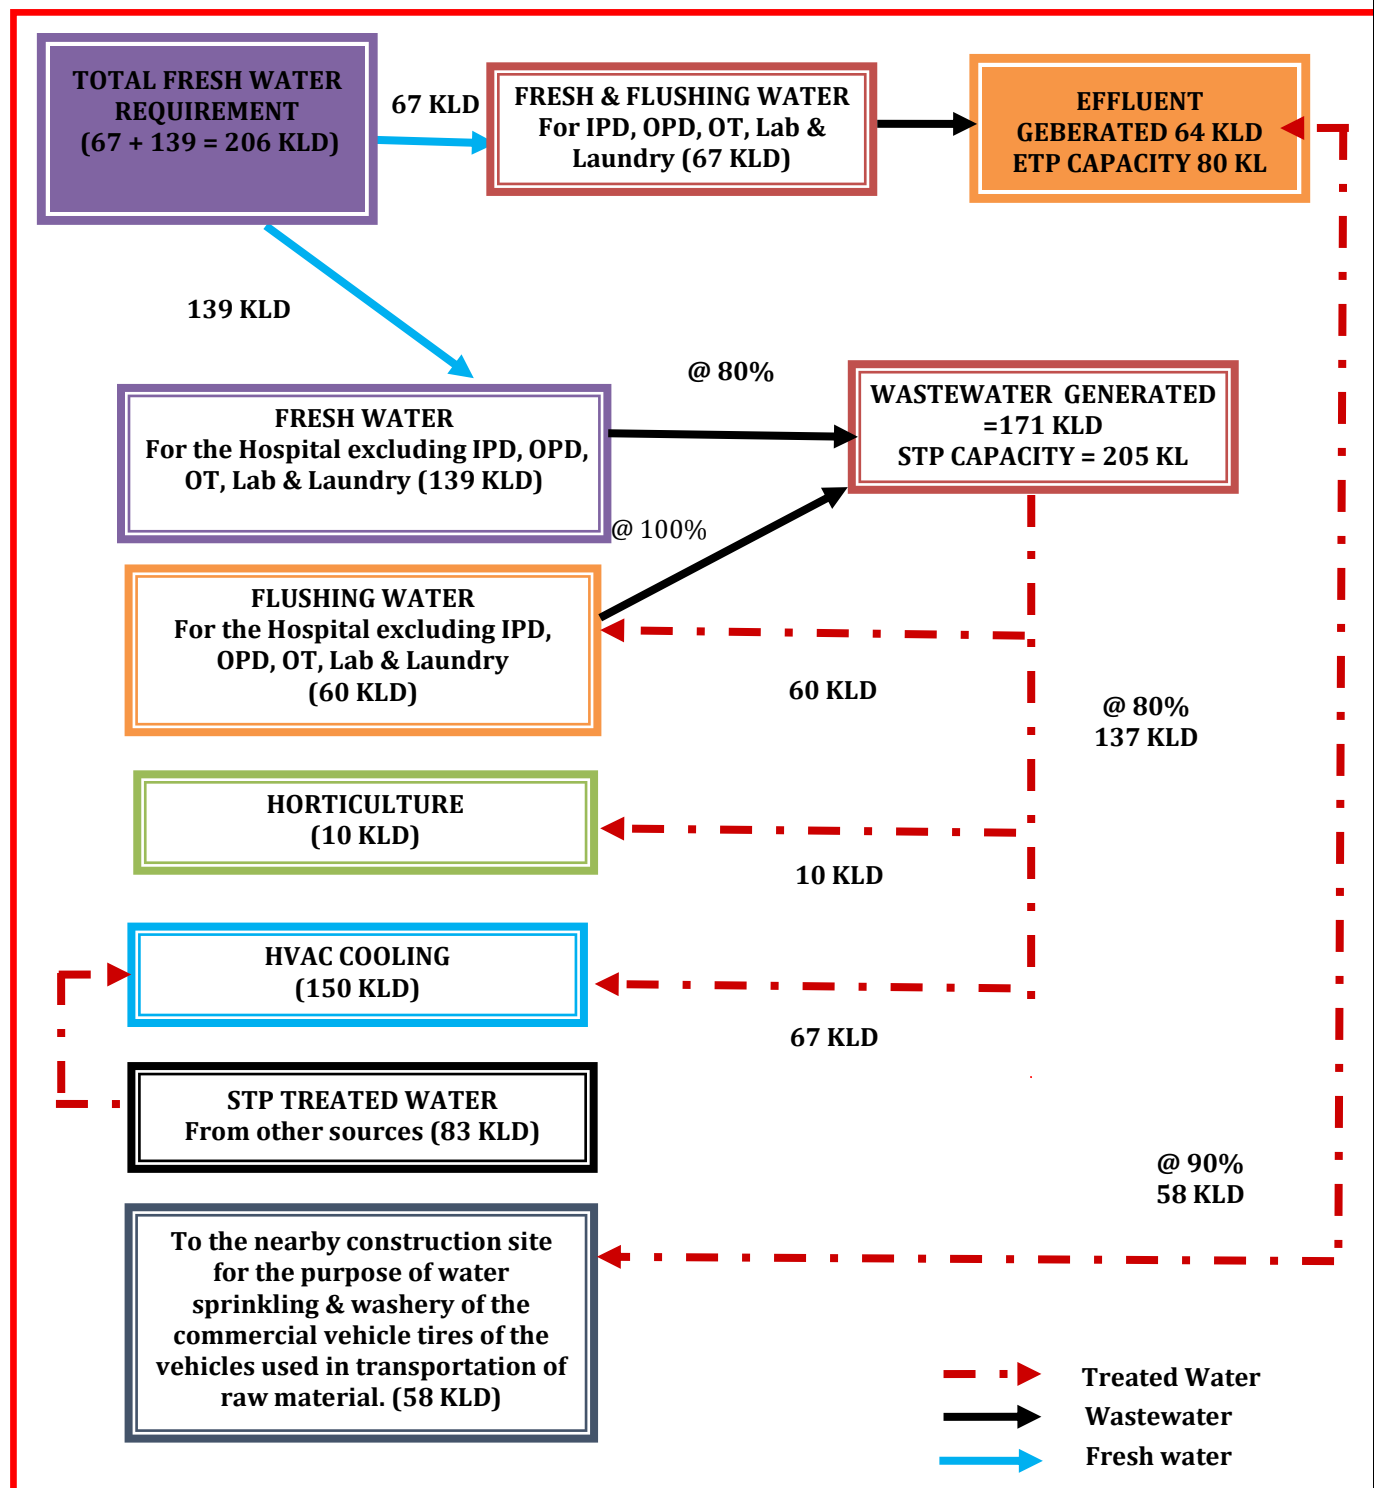 TOTAL FRESH WATER
REQUIREMENT
(67 + 139 = 206 KLD)
67 KLD
FRESH & FLUSHING WATER
For IPD, OPD, OT, Lab &
Laundry (67 KLD)
EFFLUENT
GEBERATED 64 KLD
ETP CAPACITY 80 KL
139 KLD
@ 80%
FRESH WATER
For the Hospital excluding IPD, OPD,
OT, Lab & Laundry (139 KLD)
WASTEWATER GENERATED
=171 KLD
STP CAPACITY = 205 KL
@ 100%
FLUSHING WATER
For the Hospital excluding IPD,
OPD, OT, Lab & Laundry
(60 KLD)
60 KLD
@ 80%
137 KLD
HORTICULTURE
(10 KLD)
10 KLD
HVAC COOLING
(150 KLD)
67 KLD
STP TREATED WATER
From other sources (83 KLD)
@ 90%
58 KLD
To the nearby construction site
for the purpose of water
sprinkling & washery of the
commercial vehicle tires of the
vehicles used in transportation of
raw material. (58 KLD)
Treated Water
Wastewater
Fresh water